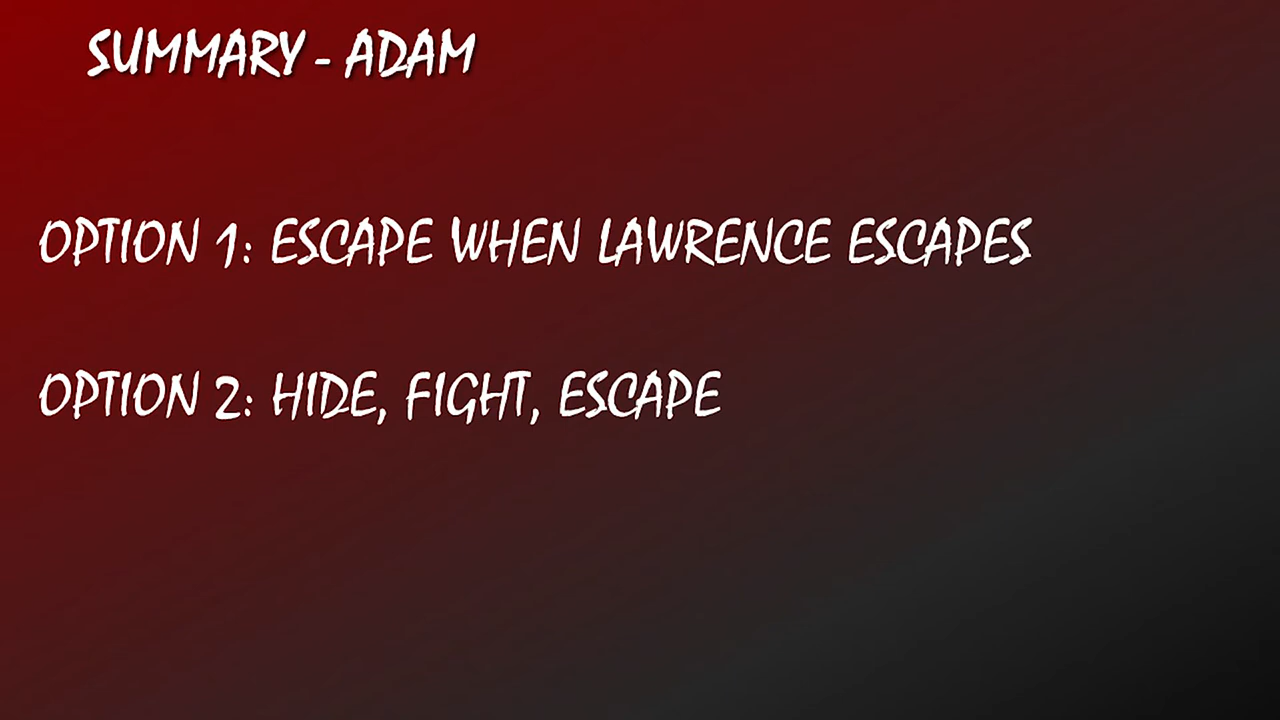 SUMMARY - ADAM
OPTION 1: ESCAPE WHEN LAWRENCE ESCAPES
OPTION 2: HIDE, FIGHT, ESCAPE